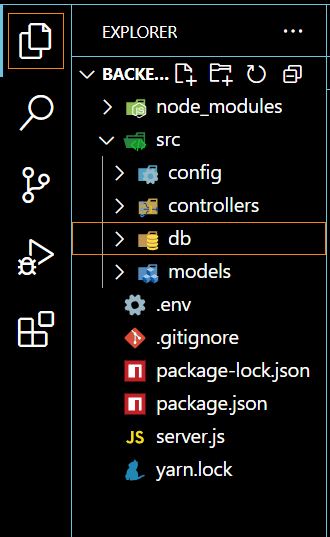 EXPLORER
BACKE...
node_modules
src
config
controllers
db
models
.env
.gitignore
package-lock.json
package.json
JS server.js
yarn.lock